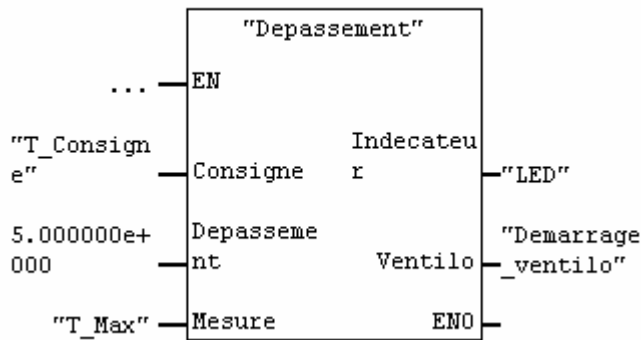 "Depassement"
... EN
"T_Consign Indecateu
e" Consigne r "LED"
5.000000e+ Depasseme "Demarrage
000 nt Ventilo _ventilo"
"T_Max" Mesure ENO